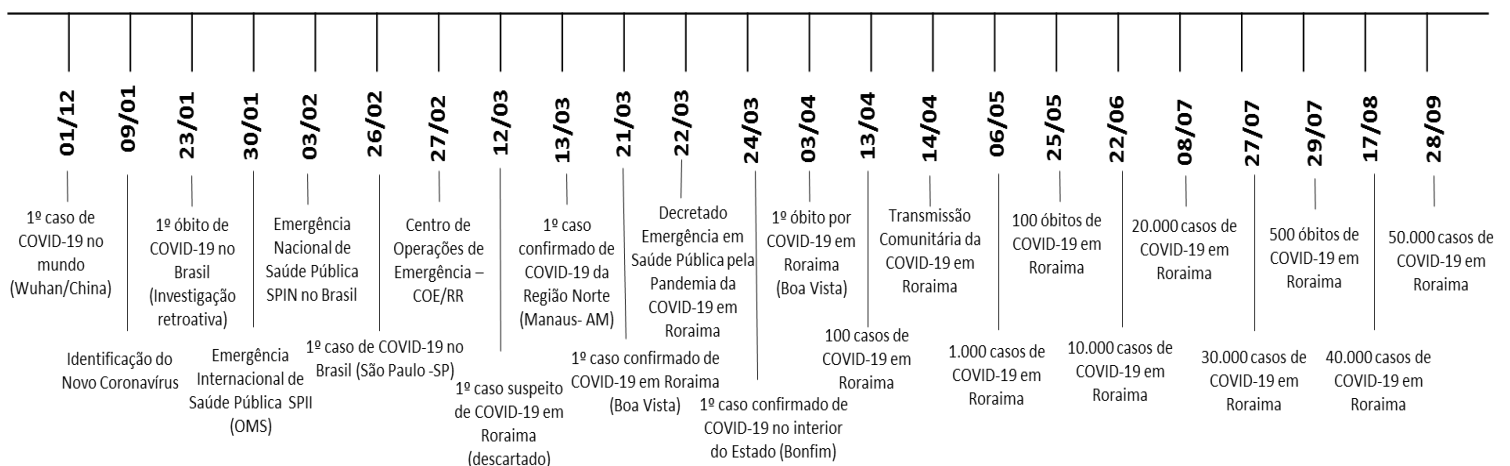 01/12
09/01
23/01
30/01
03/02
26/02
27/02
12/03
13/03
21/03
22/03
24/03
03/04
13/04
14/04
06/05
25/05
22/06
08/07
27/07
29/07
17/08
28/09
1º caso de
COVID-19 no
mundo
(Wuhan/China)
Identificação do
Novo Coronavírus
1º óbito de
COVID-19 no
Brasil
(Investigação
retroativa)
Emergência
Internacional de
Saúde Pública SPII
(OMS)
Emergência
Nacional de
Saúde Pública
SPIN no Brasil
1º caso de COVID-19 no
Brasil (São Paulo -SP)
Centro de
Operações de
Emergência –
COE/RR
1º caso suspeito
de COVID-19 em
Roraima
(descartado)
1º caso
confirmado de
COVID-19 da
Região Norte
(Manaus- AM)
1º caso confirmado de
COVID-19 em Roraima
(Boa Vista)
Decretado
Emergência em
Saúde Pública pela
Pandemia da
COVID-19 em
Roraima
1º caso confirmado de
COVID-19 no interior
do Estado (Bonfim)
1º óbito por
COVID-19 em
Roraima
(Boa Vista)
100 casos de
COVID-19 em
Roraima
Transmissão
Comunitária da
COVID-19 em
Roraima
1.000 casos de
COVID-19 em
Roraima
100 óbitos de
COVID-19 em
Roraima
10.000 casos de
COVID-19 em
Roraima
20.000 casos de
COVID-19 em
Roraima
30.000 casos de
COVID-19 em
Roraima
500 óbitos de
COVID-19 em
Roraima
40.000 casos de
COVID-19 em
Roraima
50.000 casos de
COVID-19 em
Roraima